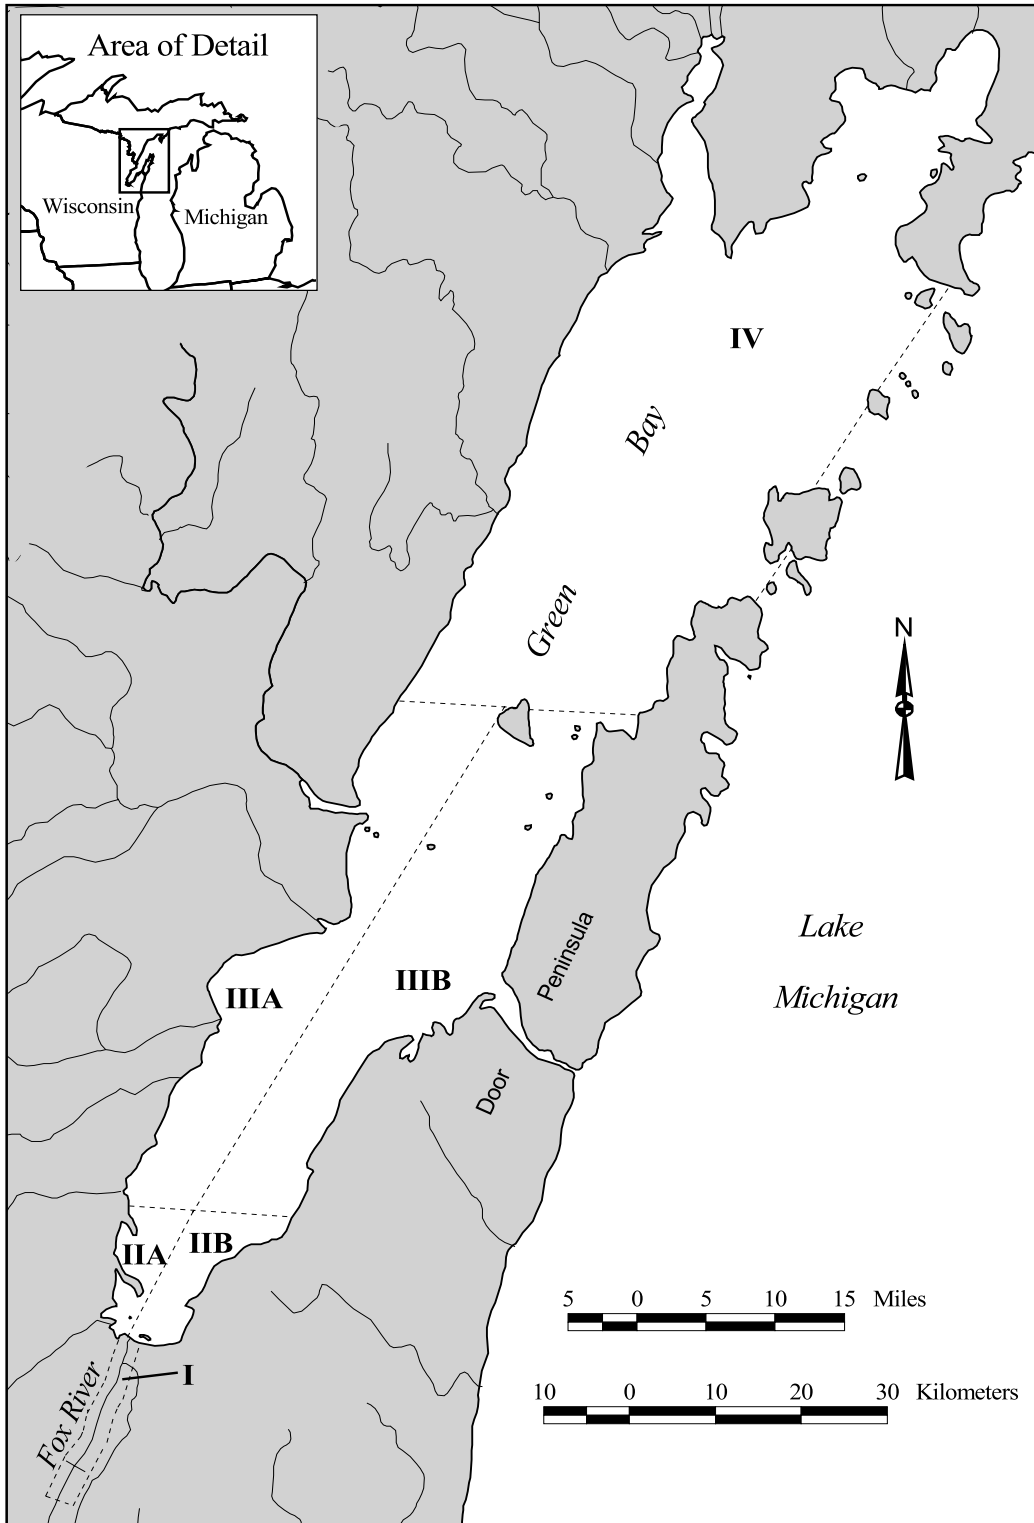 Area of Detail
Wisconsin
Michigan
IV
Bay
Green
N
Lake
Michigan
Peninsula
Door
IIIA
IIIB
IIA
IIB
I
Fox River
5 0 5 10 15 Miles
10 0 10 20 30 Kilometers